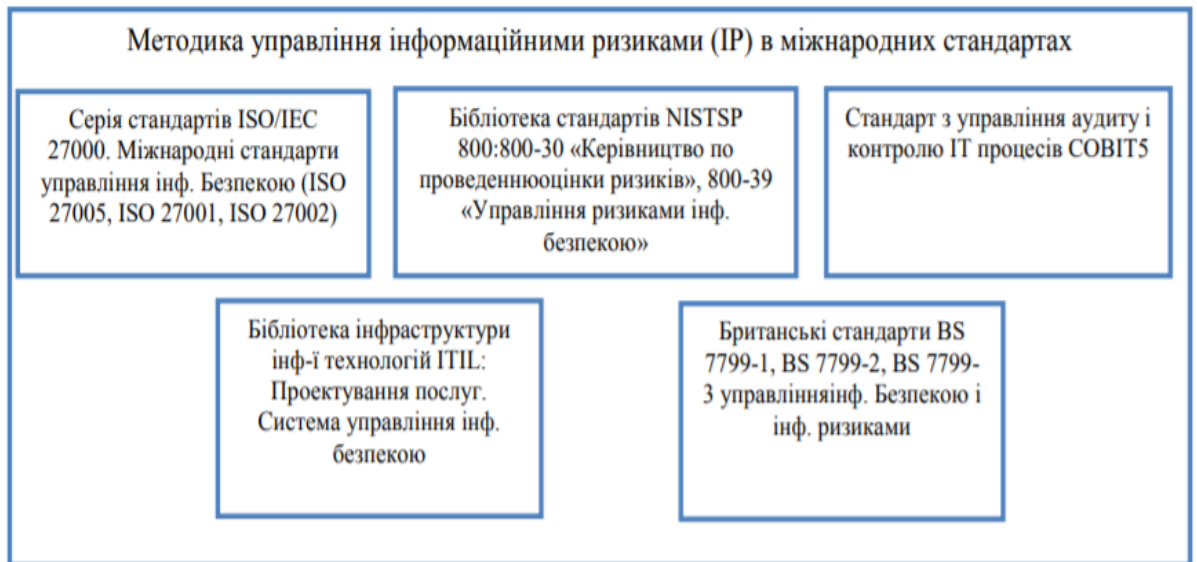 Методика управління інформаційними ризиками (ІР) в міжнародних стандартах
Серія стандартів ISO/IEC
27000. Міжнародні стандарти
управління інф. Безпекою (ISO
27005, ISO 27001, ISO 27002)
Бібліотека стандартів NISTSP
800:800-30 «Керівництво по
проведеннюоцінки ризиків», 800-39
«Управління ризиками інф.
безпекою»
Стандарт з управління аудиту і
контролю ІТ процесів COBIT5
Бібліотека інфраструктури
інф-ї технологій ITIL:
Проектування послуг.
Система управління інф.
безпекою
Британські стандарти BS
7799-1, BS 7799-2, BS 7799-
3 управлінняінф. Безпекою і
інф. ризиками